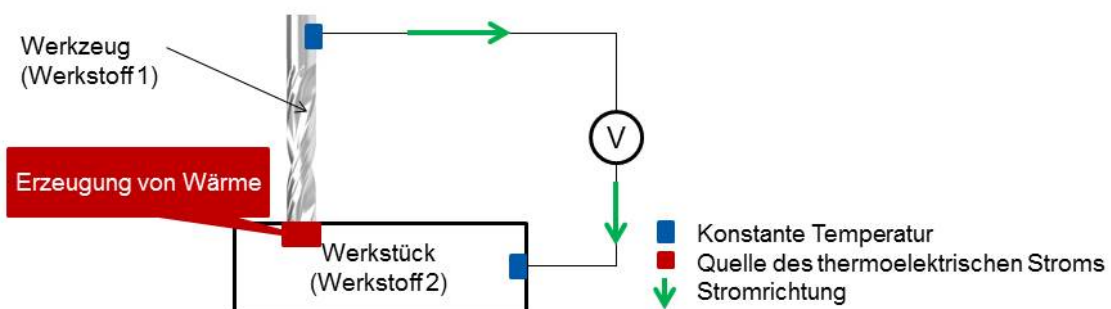 Werkzeug
(Werkstoff 1)
V
Erzeugung von Wärme
Werkstück
(Werkstoff 2)
Konstante Temperatur
Quelle des thermoelektrischen Stroms
Stromrichtung